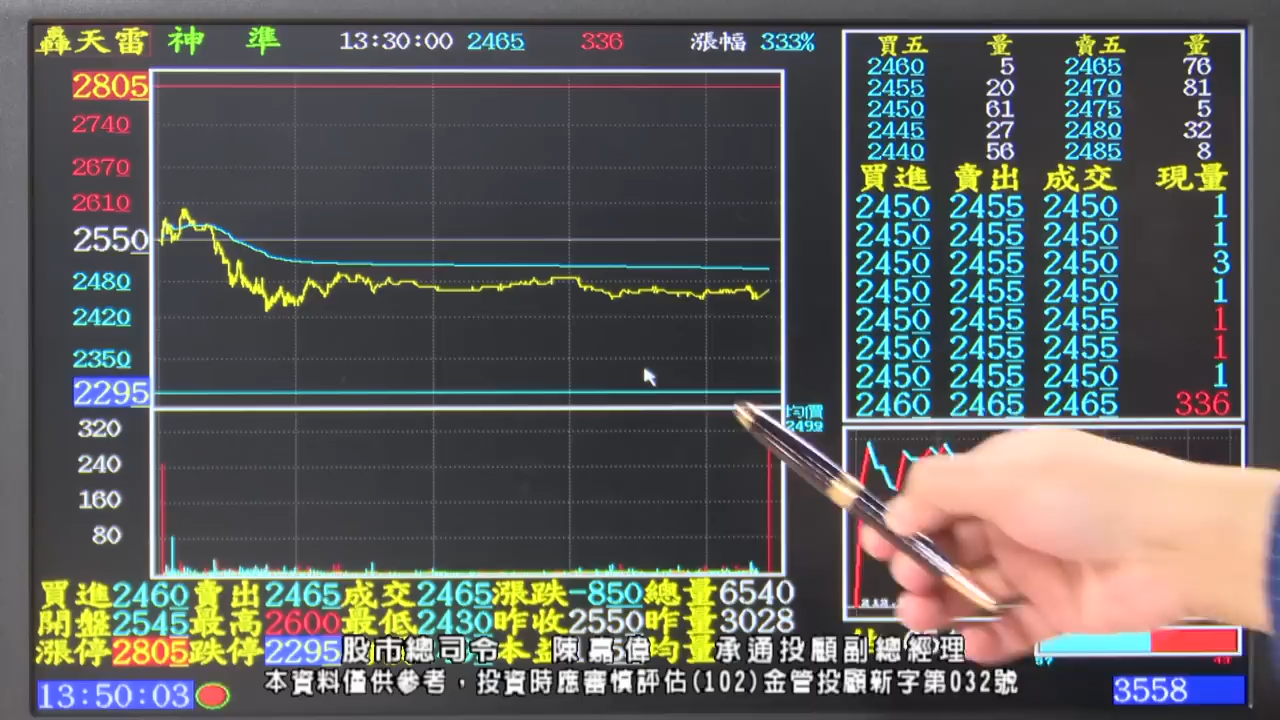 轟天雷 神 準 13:30:00 2465 336 漲幅 333%
2805
2740
2670
2610
2550
2480
2420
2350
2295
320
240
160
80
均價
2499
買五 量 賣五 量
2460 5 2465 76
2455 20 2470 81
2450 61 2475 5
2445 27 2480 32
2440 56 2485 8
買進 賣出 成交 現量
2450 2455 2450 1
2450 2455 2450 1
2450 2455 2450 3
2450 2455 2450 1
2450 2455 2455 1
2450 2455 2455 1
2450 2455 2450 1
2460 2465 2465 336
買進2460賣出2465成交2465漲跌-850總量6540
開盤2545最高2600最低2430昨收2550昨量3028
漲停2805跌停2295
股市總司令 陳嘉偉 承通投顧副總經理
本資料僅供參考，投資時應審慎評估(102)金管投顧新字第032號
13:50:03
3558